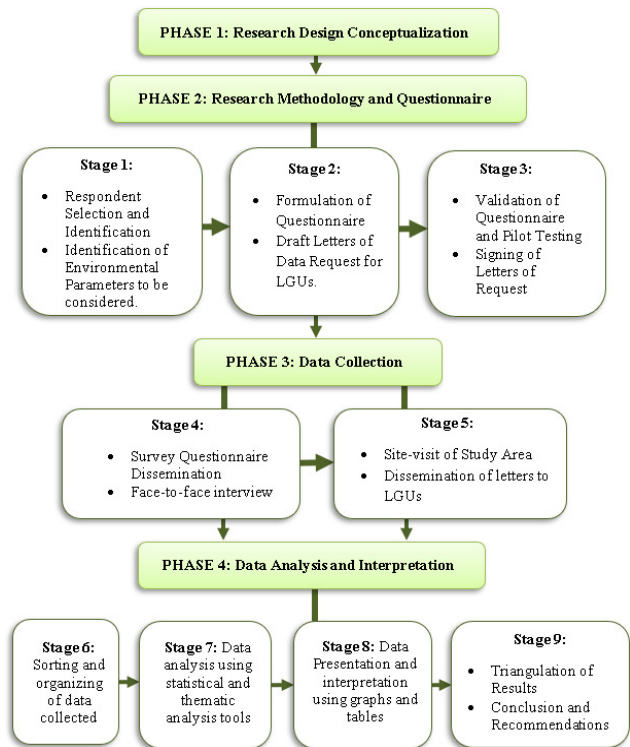 PHASE 1: Research Design Conceptualization
PHASE 2: Research Methodology and Questionnaire
Stage 1:
• Respondent
Selection and
Identification
• Identification of
Environmental
Parameters to be
considered.
Stage 2:
• Formulation of
Questionnaire
• Draft Letters of
Data Request for
LGUs.
Stage 3:
• Validation of
Questionnaire
and Pilot Testing
• Signing of
Letters of
Request
PHASE 3: Data Collection
Stage 4:
• Survey Questionnaire
Dissemination
• Face-to-face interview
Stage 5:
• Site-visit of Study Area
• Dissemination of letters to
LGUs
PHASE 4: Data Analysis and Interpretation
Stage 6:
Sorting and
organizing
of data
collected
Stage 7: Data
analysis using
statistical and
thematic
analysis tools
Stage 8: Data
Presentation and
interpretation
using graphs and
tables
Stage 9:
• Triangulation of
Results
• Conclusion and
Recommendations